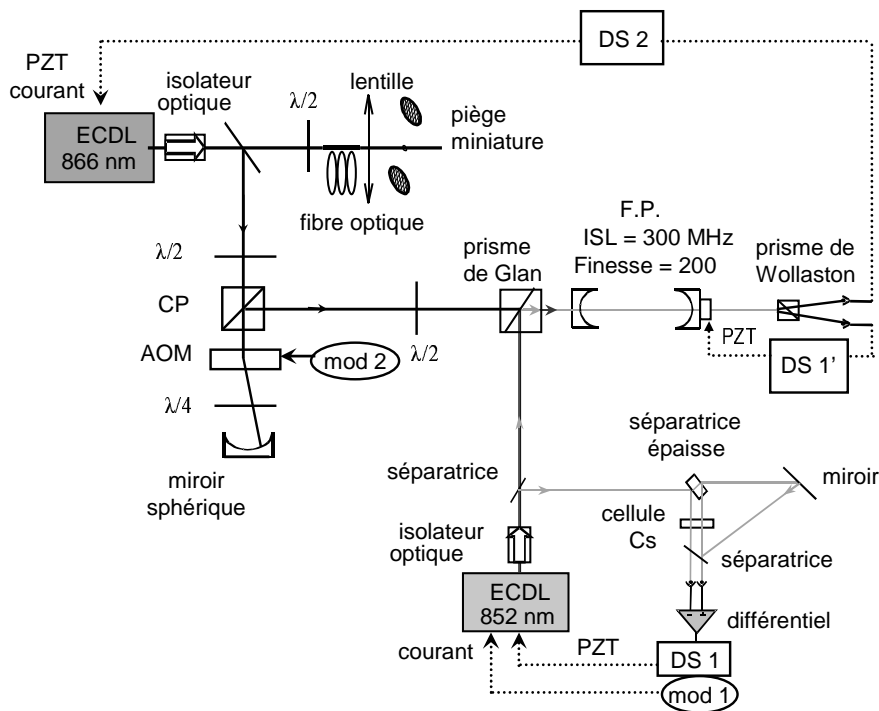 DS 2
PZT
courant
isolateur
optique
λ/2
lentille
piège
miniature
ECDL
866 nm
fibre optique
F.P.
ISL = 300 MHz
Finesse = 200
prisme
de Glan
prisme de
Wollaston
λ/2
CP
λ/2
AOM
mod 2
PZT
DS 1'
λ/4
miroir
sphérique
séparatrice
séparatrice
épaisse
miroir
cellule
Cs
séparatrice
isolateur
optique
ECDL
852 nm
différentiel
courant
PZT
DS 1
mod 1